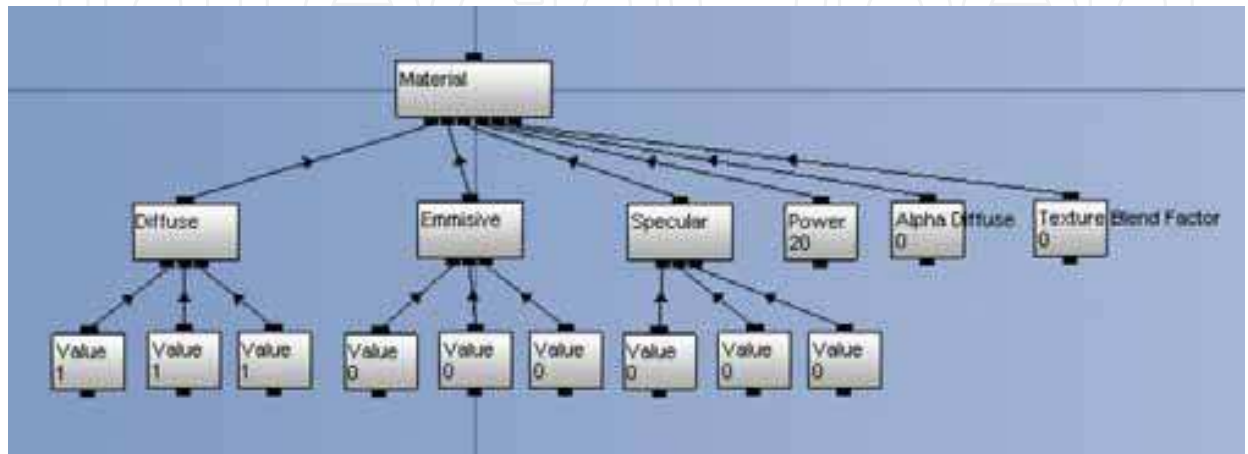 Material
Diffuse
Emmisive
Specular
Power
20
Alpha Diffuse
0
Texture Blend Factor
0
Value
1
Value
1
Value
1
Value
0
Value
0
Value
0
Value
0
Value
0
Value
0